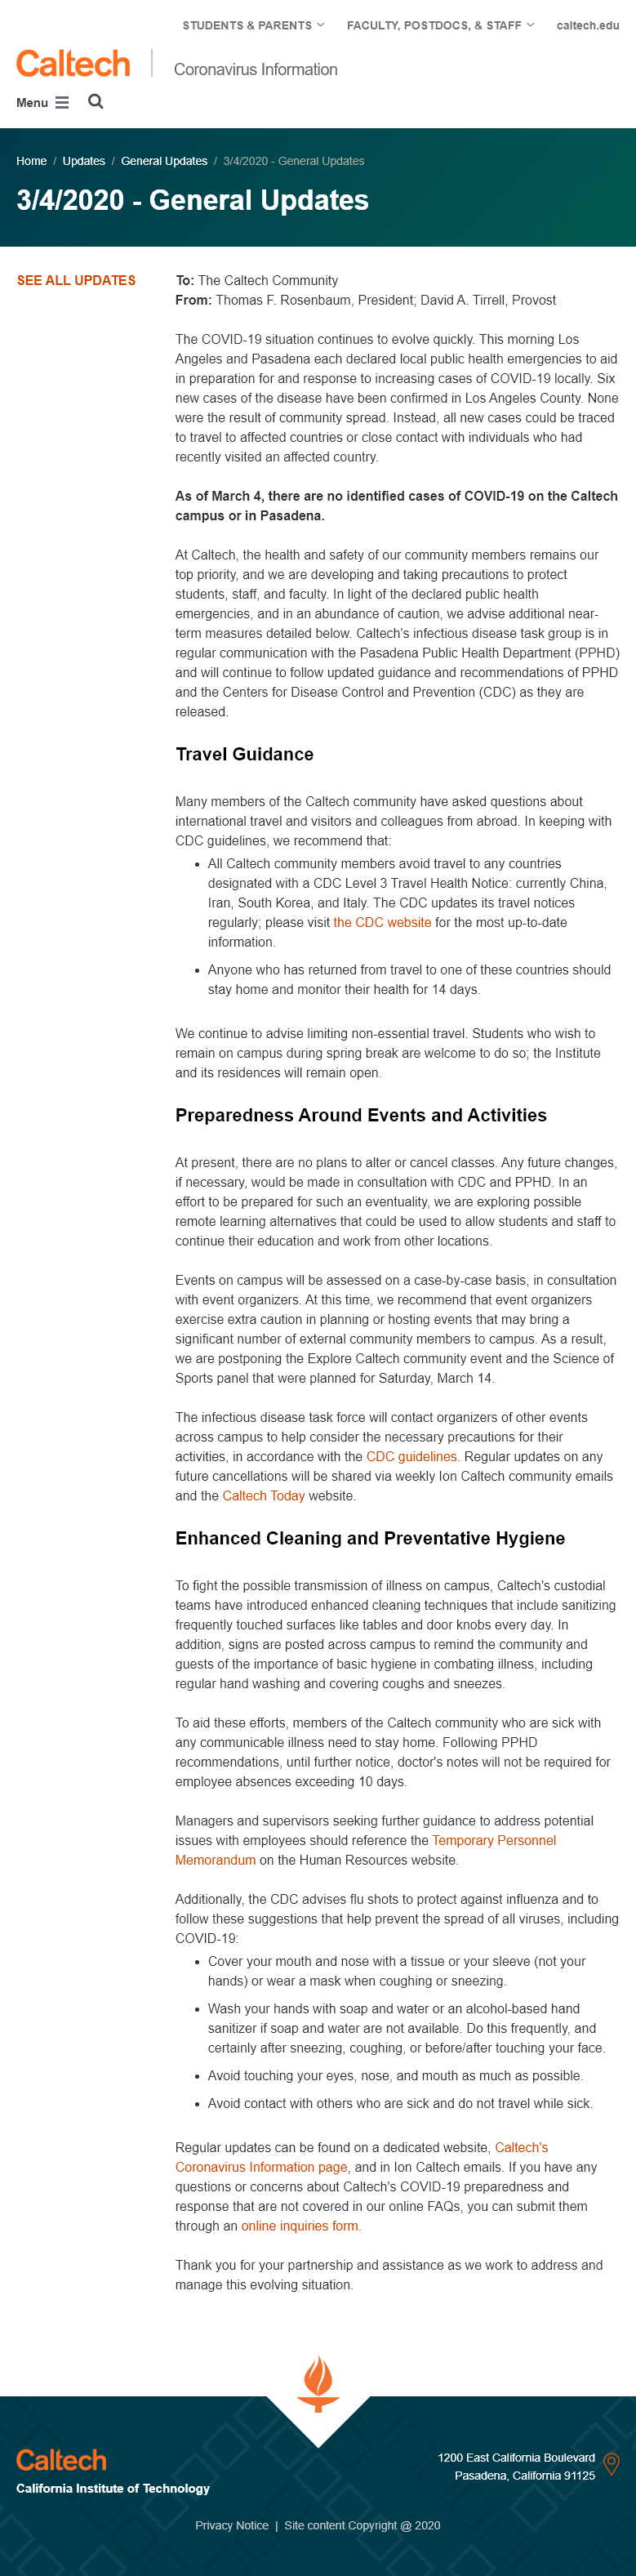 STUDENTS & PARENTS FACULTY, POSTDOCS, & STAFF caltech.edu
Caltech Coronavirus Information
Menu
Home / Updates / General Updates / 3/4/2020 - General Updates
3/4/2020 - General Updates
SEE ALL UPDATES
To: The Caltech Community
From: Thomas F. Rosenbaum, President; David A. Tirrell, Provost
The COVID-19 situation continues to evolve quickly. This morning Los
Angeles and Pasadena each declared local public health emergencies to aid
in preparation for and response to increasing cases of COVID-19 locally. Six
new cases of the disease have been confirmed in Los Angeles County. None
were the result of community spread. Instead, all new cases could be traced
to travel to affected countries or close contact with individuals who had
recently visited an affected country.
As of March 4, there are no identified cases of COVID-19 on the Caltech
campus or in Pasadena.
At Caltech, the health and safety of our community members remains our
top priority, and we are developing and taking precautions to protect
students, staff, and faculty. In light of the declared public health
emergencies, and in an abundance of caution, we advise additional near-
term measures detailed below. Caltech's infectious disease task group is in
regular communication with the Pasadena Public Health Department (PPHD)
and will continue to follow updated guidance and recommendations of PPHD
and the Centers for Disease Control and Prevention (CDC) as they are
released.
Travel Guidance
Many members of the Caltech community have asked questions about
international travel and visitors and colleagues from abroad. In keeping with
CDC guidelines, we recommend that:
• All Caltech community members avoid travel to any countries
designated with a CDC Level 3 Travel Health Notice: currently China,
Iran, South Korea, and Italy. The CDC updates its travel notices
regularly; please visit the CDC website for the most up-to-date
information.
• Anyone who has returned from travel to one of these countries should
stay home and monitor their health for 14 days.
We continue to advise limiting non-essential travel. Students who wish to
remain on campus during spring break are welcome to do so; the Institute
and its residences will remain open.
Preparedness Around Events and Activities
At present, there are no plans to alter or cancel classes. Any future changes,
if necessary, would be made in consultation with CDC and PPHD. In an
effort to be prepared for such an eventuality, we are exploring possible
remote learning alternatives that could be used to allow students and staff to
continue their education and work from other locations.
Events on campus will be assessed on a case-by-case basis, in consultation
with event organizers. At this time, we recommend that event organizers
exercise extra caution in planning or hosting events that may bring a
significant number of external community members to campus. As a result,
we are postponing the Explore Caltech community event and the Science of
Sports panel that were planned for Saturday, March 14.
The infectious disease task force will contact organizers of other events
across campus to help consider the necessary precautions for their
activities, in accordance with the CDC guidelines. Regular updates on any
future cancellations will be shared via weekly Ion Caltech community emails
and the Caltech Today website.
Enhanced Cleaning and Preventative Hygiene
To fight the possible transmission of illness on campus, Caltech's custodial
teams have introduced enhanced cleaning techniques that include sanitizing
frequently touched surfaces like tables and door knobs every day. In
addition, signs are posted across campus to remind the community and
guests of the importance of basic hygiene in combating illness, including
regular hand washing and covering coughs and sneezes.
To aid these efforts, members of the Caltech community who are sick with
any communicable illness need to stay home. Following PPHD
recommendations, until further notice, doctor's notes will not be required for
employee absences exceeding 10 days.
Managers and supervisors seeking further guidance to address potential
issues with employees should reference the Temporary Personnel
Memorandum on the Human Resources website.
Additionally, the CDC advises flu shots to protect against influenza and to
follow these suggestions that help prevent the spread of all viruses, including
COVID-19:
• Cover your mouth and nose with a tissue or your sleeve (not your
hands) or wear a mask when coughing or sneezing.
• Wash your hands with soap and water or an alcohol-based hand
sanitizer if soap and water are not available. Do this frequently, and
certainly after sneezing, coughing, or before/after touching your face.
• Avoid touching your eyes, nose, and mouth as much as possible.
• Avoid contact with others who are sick and do not travel while sick.
Regular updates can be found on a dedicated website, Caltech's
Coronavirus Information page, and in Ion Caltech emails. If you have any
questions or concerns about Caltech's COVID-19 preparedness and
response that are not covered in our online FAQs, you can submit them
through an online inquiries form.
Thank you for your partnership and assistance as we work to address and
manage this evolving situation.
Caltech
California Institute of Technology
1200 East California Boulevard
Pasadena, California 91125
Privacy Notice | Site content Copyright @ 2020